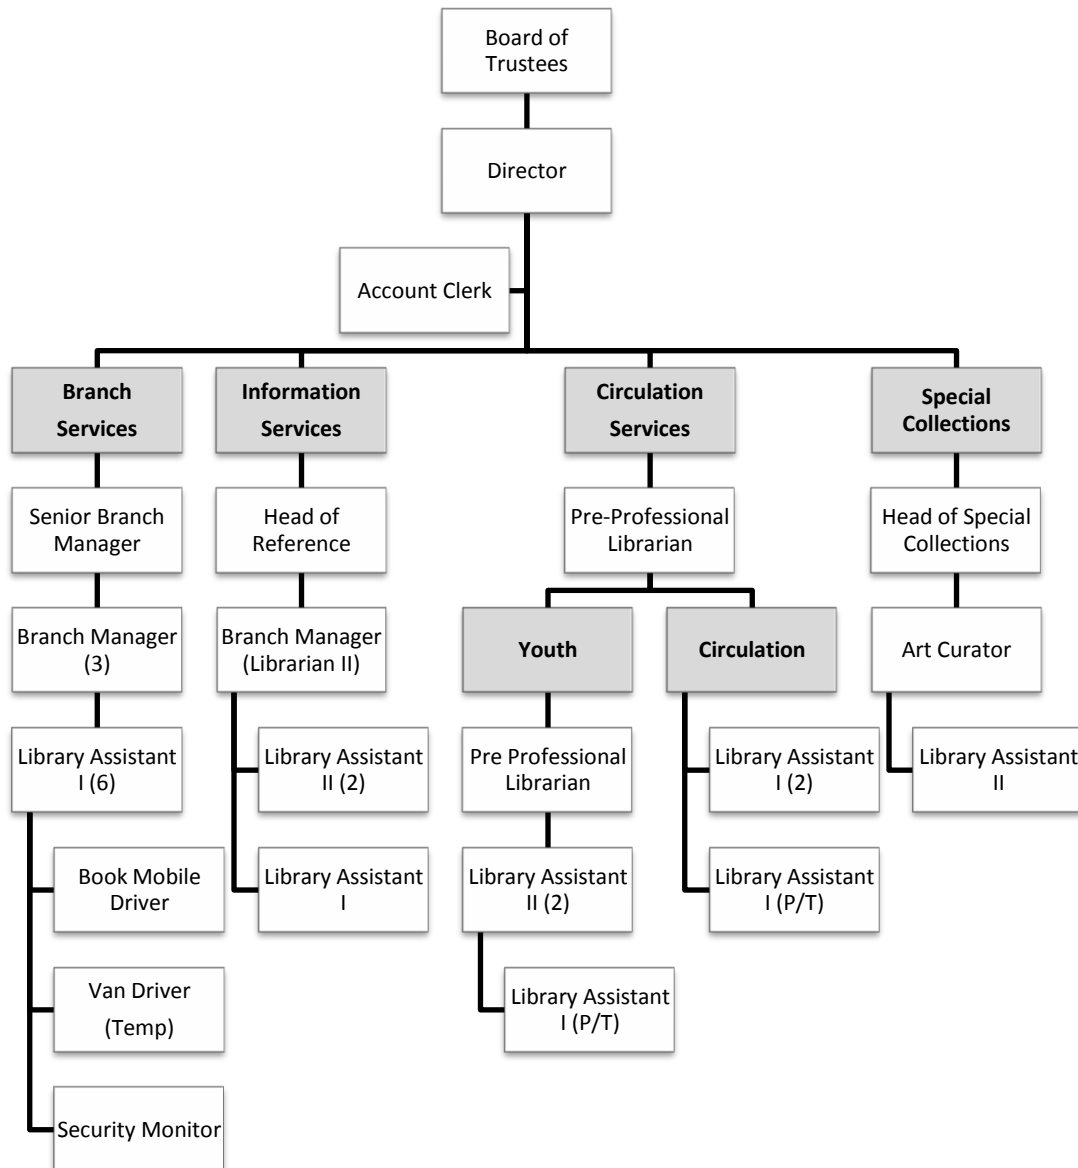 Board of
Trustees
Director
Account Clerk
Branch
Services
Information
Services
Circulation
Services
Special
Collections
Senior Branch
Manager
Head of
Reference
Pre-Professional
Librarian
Head of Special
Collections
Branch Manager
(3)
Branch Manager
(Librarian II)
Youth
Circulation
Art Curator
Library Assistant
I (6)
Library Assistant
II (2)
Pre Professional
Librarian
Library Assistant
I (2)
Library Assistant
II
Book Mobile
Driver
Library Assistant
I
Library Assistant
II (2)
Library Assistant
I (P/T)
Van Driver
(Temp)
Library Assistant
I (P/T)
Security Monitor